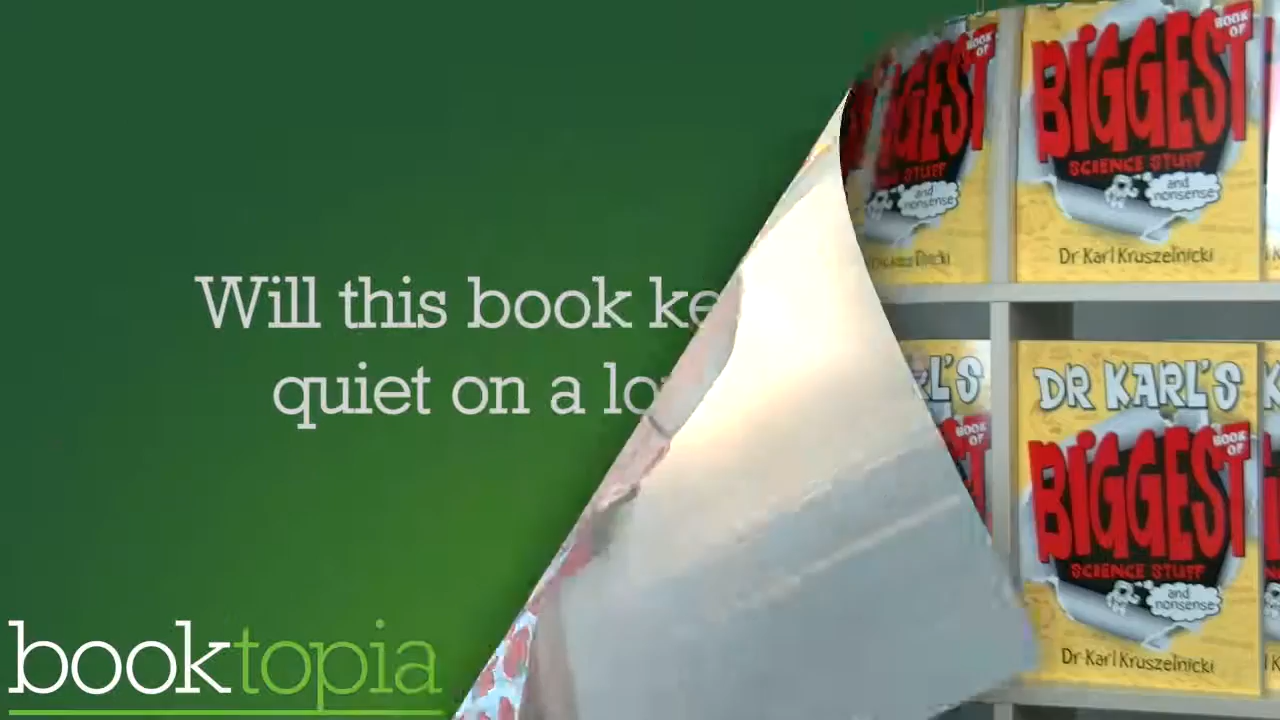 Will this book ke
quiet on a lo
booktopia
BIGGEST
BOOK OF
SCIENCE STUFF
and nonsense
Dr Karl Kruszelnicki
DR KARL'S
BIGGEST
BOOK OF
SCIENCE STUFF
and nonsense
Dr Karl Kruszelnicki